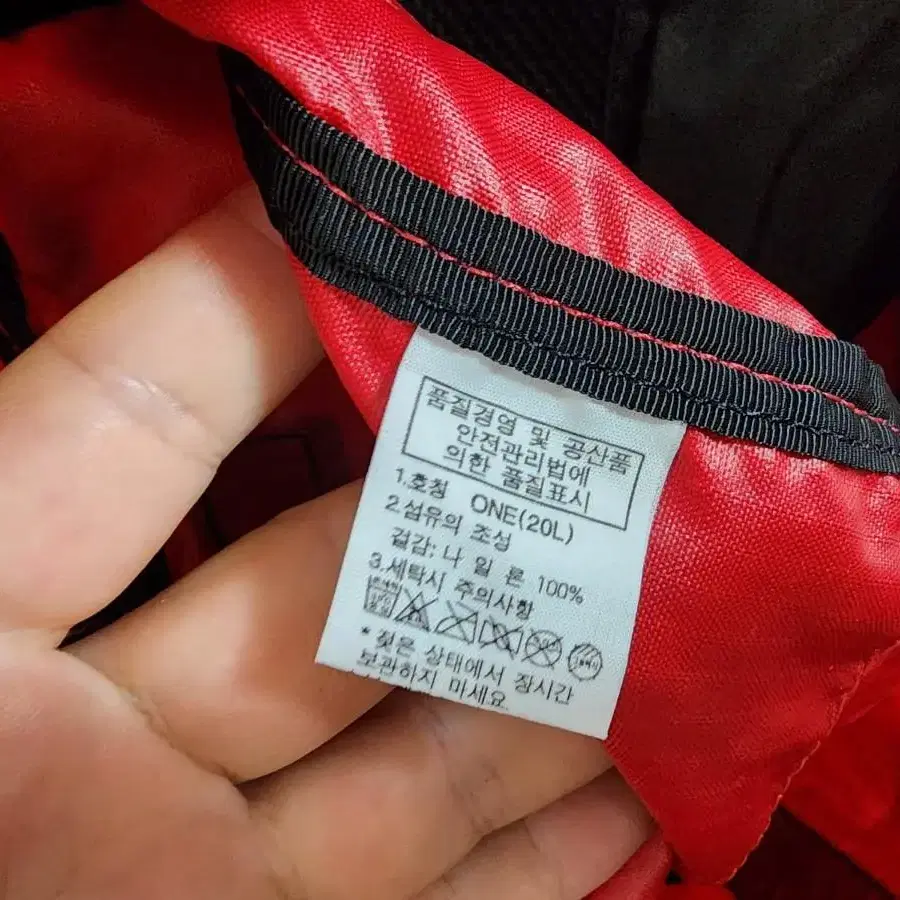 품질경영 및 공산품
안전관리법에
의한 품질표시
1.호칭 ONE(20L)
2.섬유의 조성
겉감: 나 일 론 100%
3.세탁시 주의사항
* 젖은 상태에서 장시간
보관하지 마세요